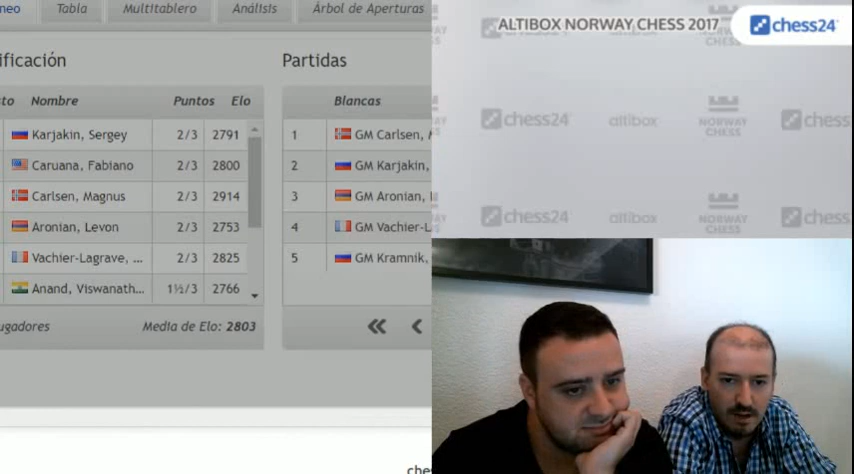 neo Tabla Multitablero Análisis Árbol de Aperturas
ALTIBOX NORWAY CHESS 2017
chess24
ificación
Partidas
to Nombre Puntos Elo
Blancas
Karjakin, Sergey 2/3 2791
Caruana, Fabiano 2/3 2800
Carlsen, Magnus 2/3 2914
Aronian, Levon 2/3 2753
Vachier-Lagrave, ... 2/3 2825
Anand, Viswanath... 1½/3 2766
1 GM Carlsen,
2 GM Karjakin,
3 GM Aronian,
4 GM Vachier-L
5 GM Kramnik,
ugadores Media de Elo: 2803
chess24 altibox NORWAY CHESS chess
chess24 altibox NORWAY CHESS chess
ches